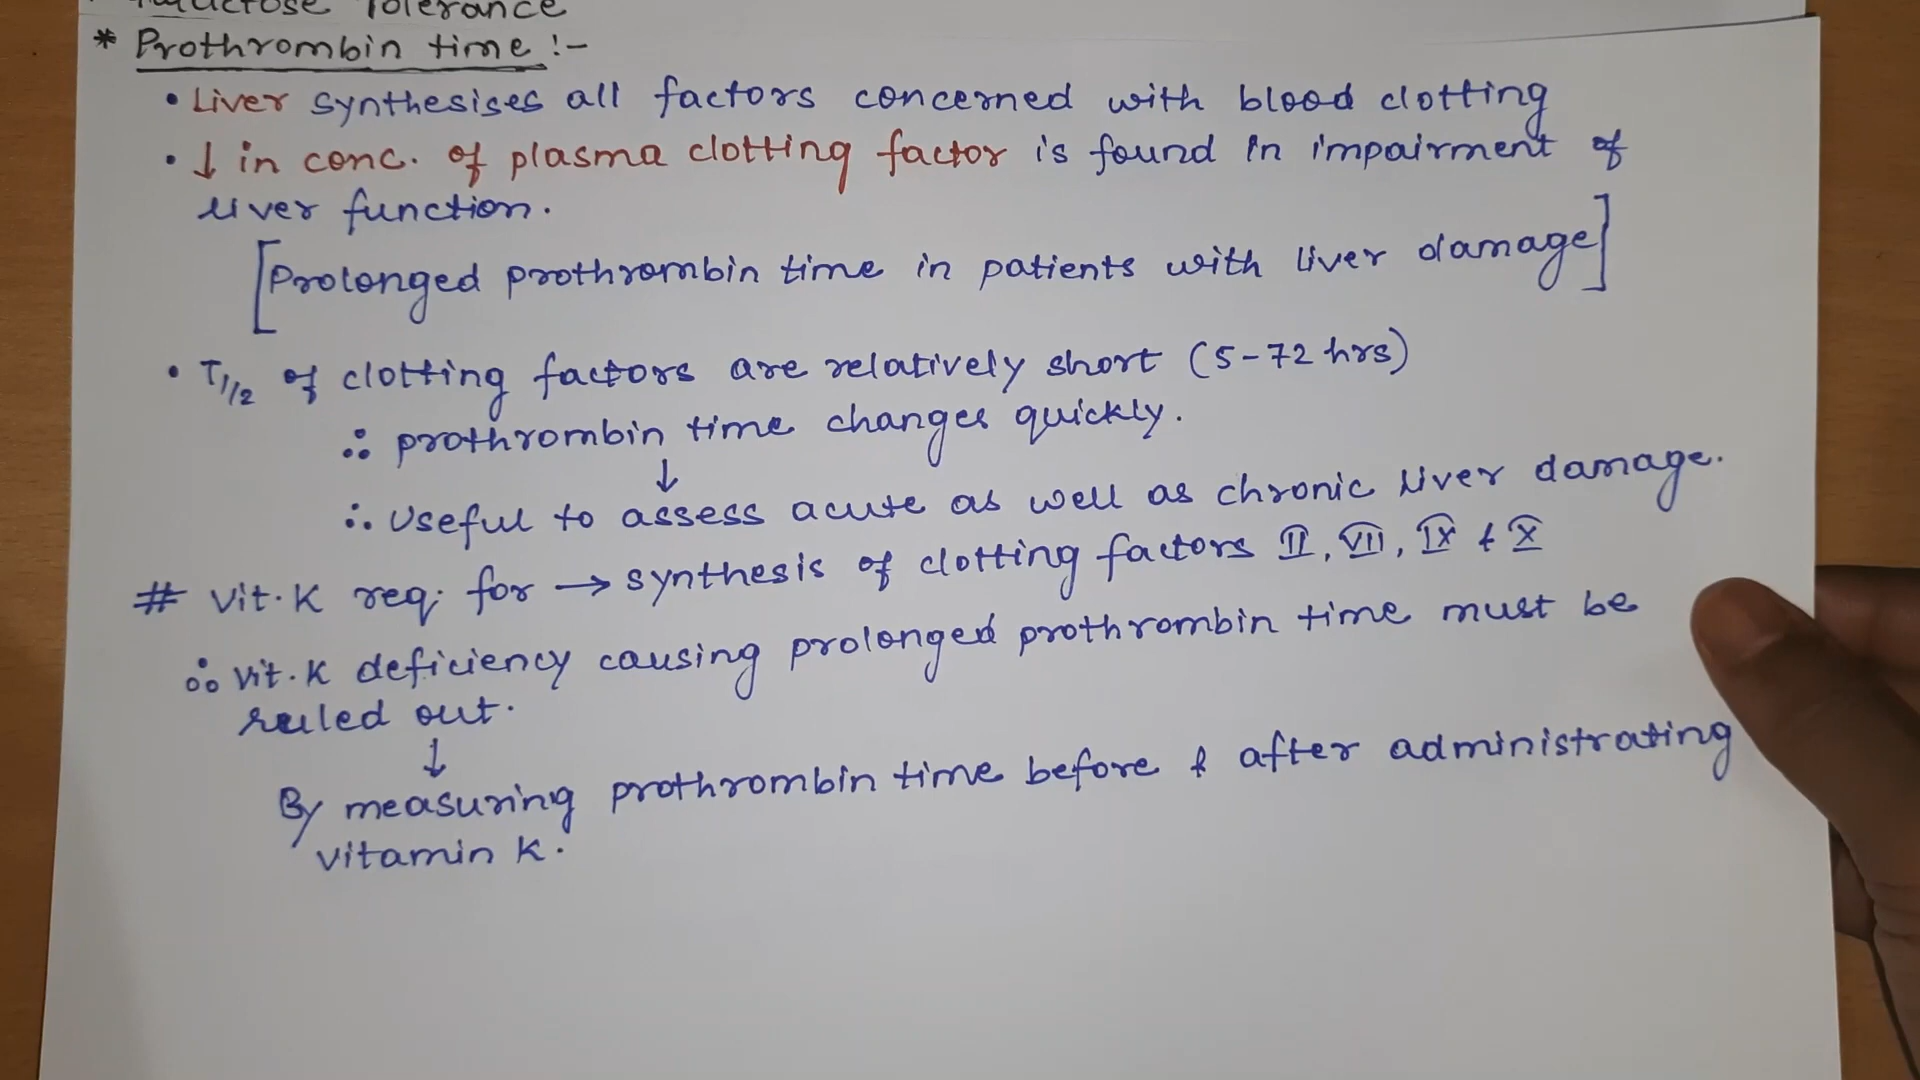 Tolerance
* Prothrombin time :-
• Liver synthesises all factors concerned with blood clotting
• ↓ in conc. of plasma clotting factor is found in impairment of
liver function.
[Prolonged prothrombin time in patients with liver damage]
• T1/2 of clotting factors are relatively short (5-72 hrs)
∴ prothrombin time changes quickly.
↓
∴ Useful to assess acute as well as chronic liver damage.
# Vit. K req. for → synthesis of clotting factors II, VII, IX & X
∴ Vit. K deficiency causing prolonged prothrombin time must be
ruled out.
↓
By measuring prothrombin time before & after administrating
vitamin K.